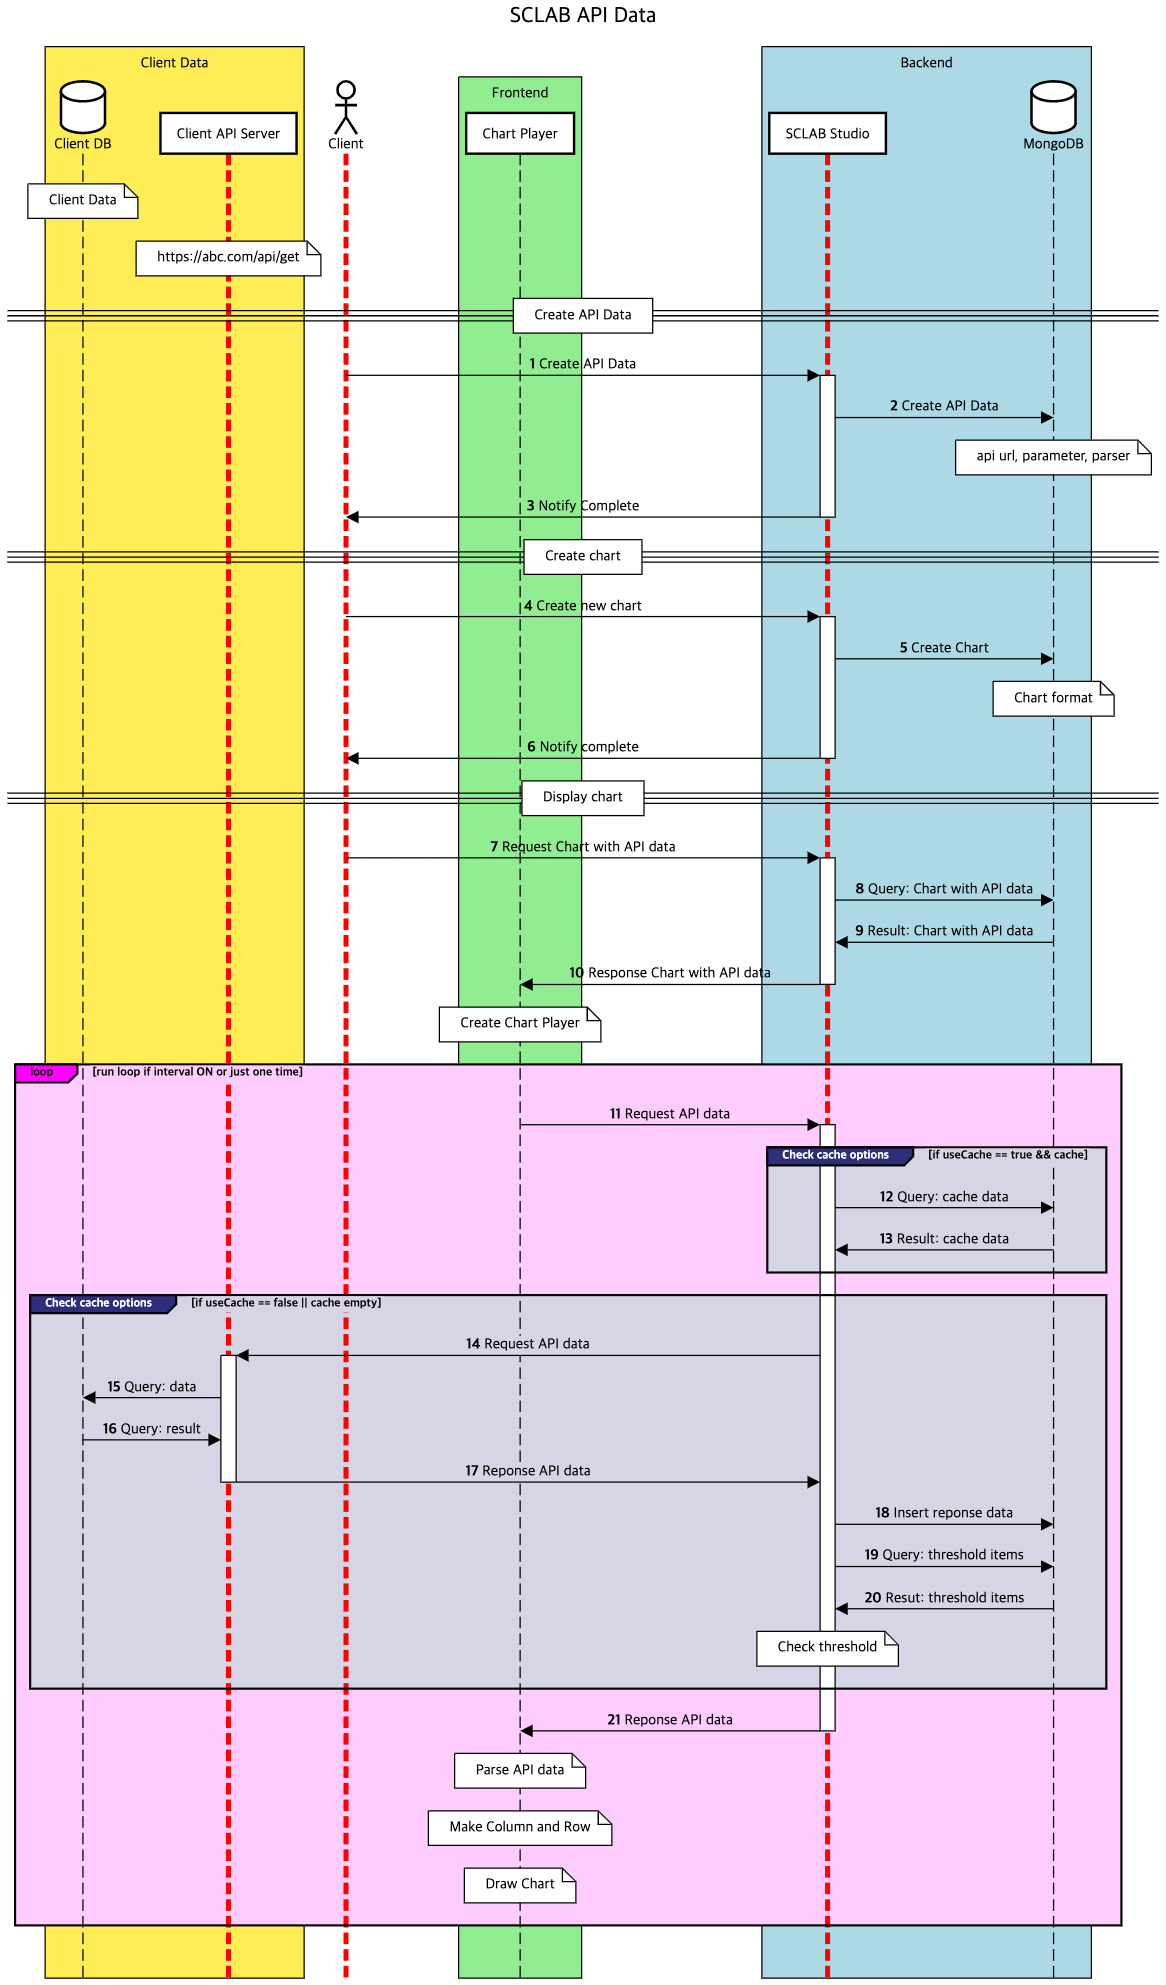 SCLAB API Data
Client Data
Backend
Frontend
Client DB
Client API Server
Client
Chart Player
SCLAB Studio
MongoDB
Client Data
https://abc.com/api/get
Create API Data
1 Create API Data
2 Create API Data
api url, parameter, parser
3 Notify Complete
Create chart
4 Create new chart
5 Create Chart
Chart format
6 Notify complete
Display chart
7 Request Chart with API data
8 Query: Chart with API data
9 Result: Chart with API data
10 Response Chart with API data
Create Chart Player
loop [run loop if interval ON or just one time]
11 Request API data
Check cache options [if useCache == true && cache]
12 Query: cache data
13 Result: cache data
Check cache options [if useCache == false || cache empty]
14 Request API data
15 Query: data
16 Query: result
17 Reponse API data
18 Insert reponse data
19 Query: threshold items
20 Resut: threshold items
Check threshold
21 Reponse API data
Parse API data
Make Column and Row
Draw Chart